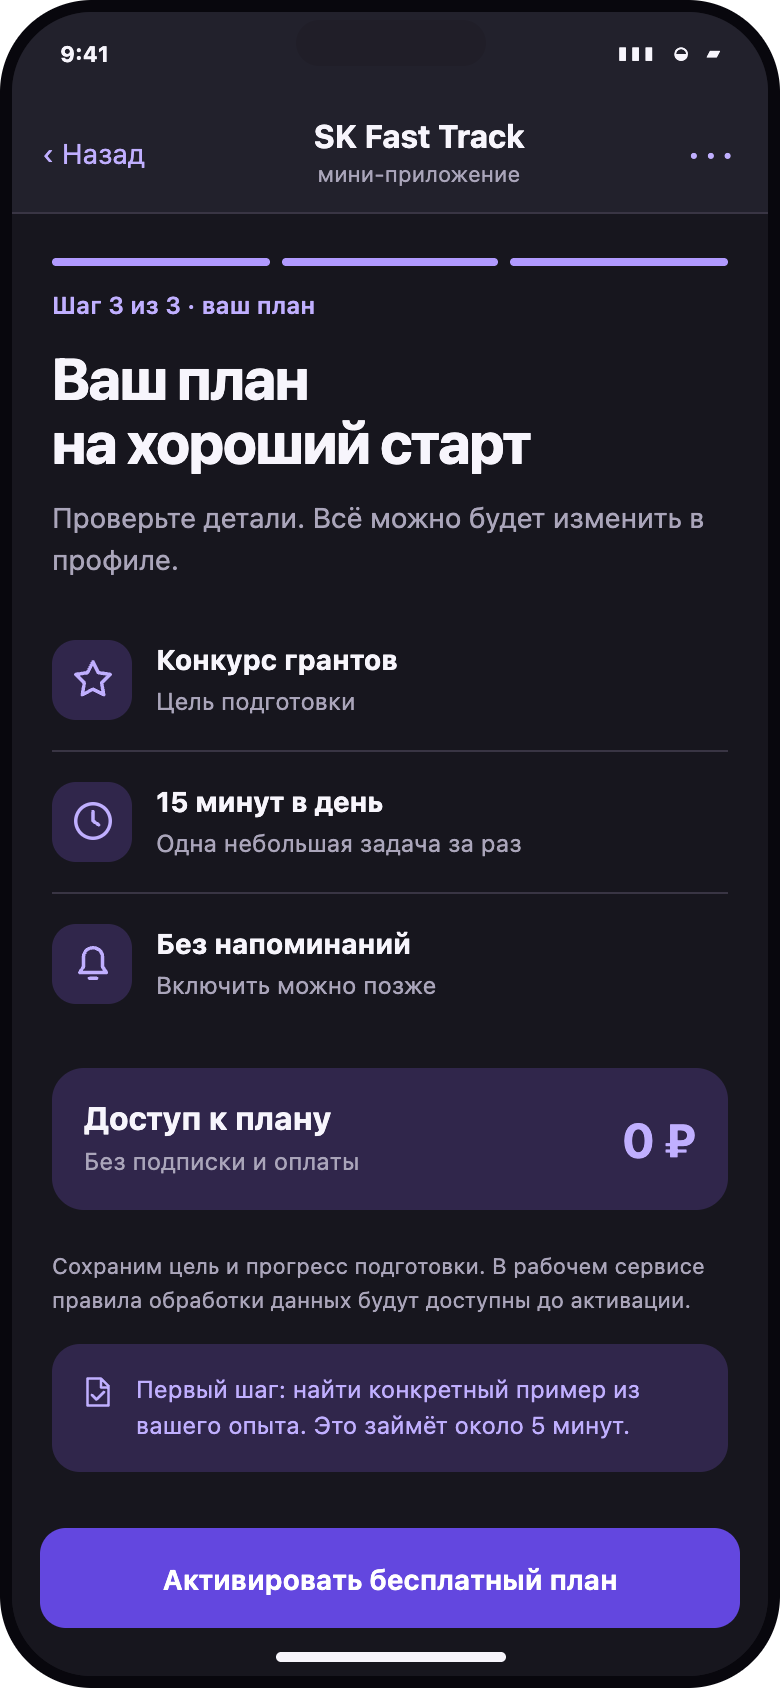 9:41
‹ Назад
SK Fast Track
мини-приложение
Шаг 3 из 3 · ваш план
Ваш план
на хороший старт
Проверьте детали. Всё можно будет изменить в
профиле.
Конкурс грантов
Цель подготовки
15 минут в день
Одна небольшая задача за раз
Без напоминаний
Включить можно позже
Доступ к плану
Без подписки и оплаты
0 ₽
Сохраним цель и прогресс подготовки. В рабочем сервисе
правила обработки данных будут доступны до активации.
Первый шаг: найти конкретный пример из
вашего опыта. Это займёт около 5 минут.
Активировать бесплатный план